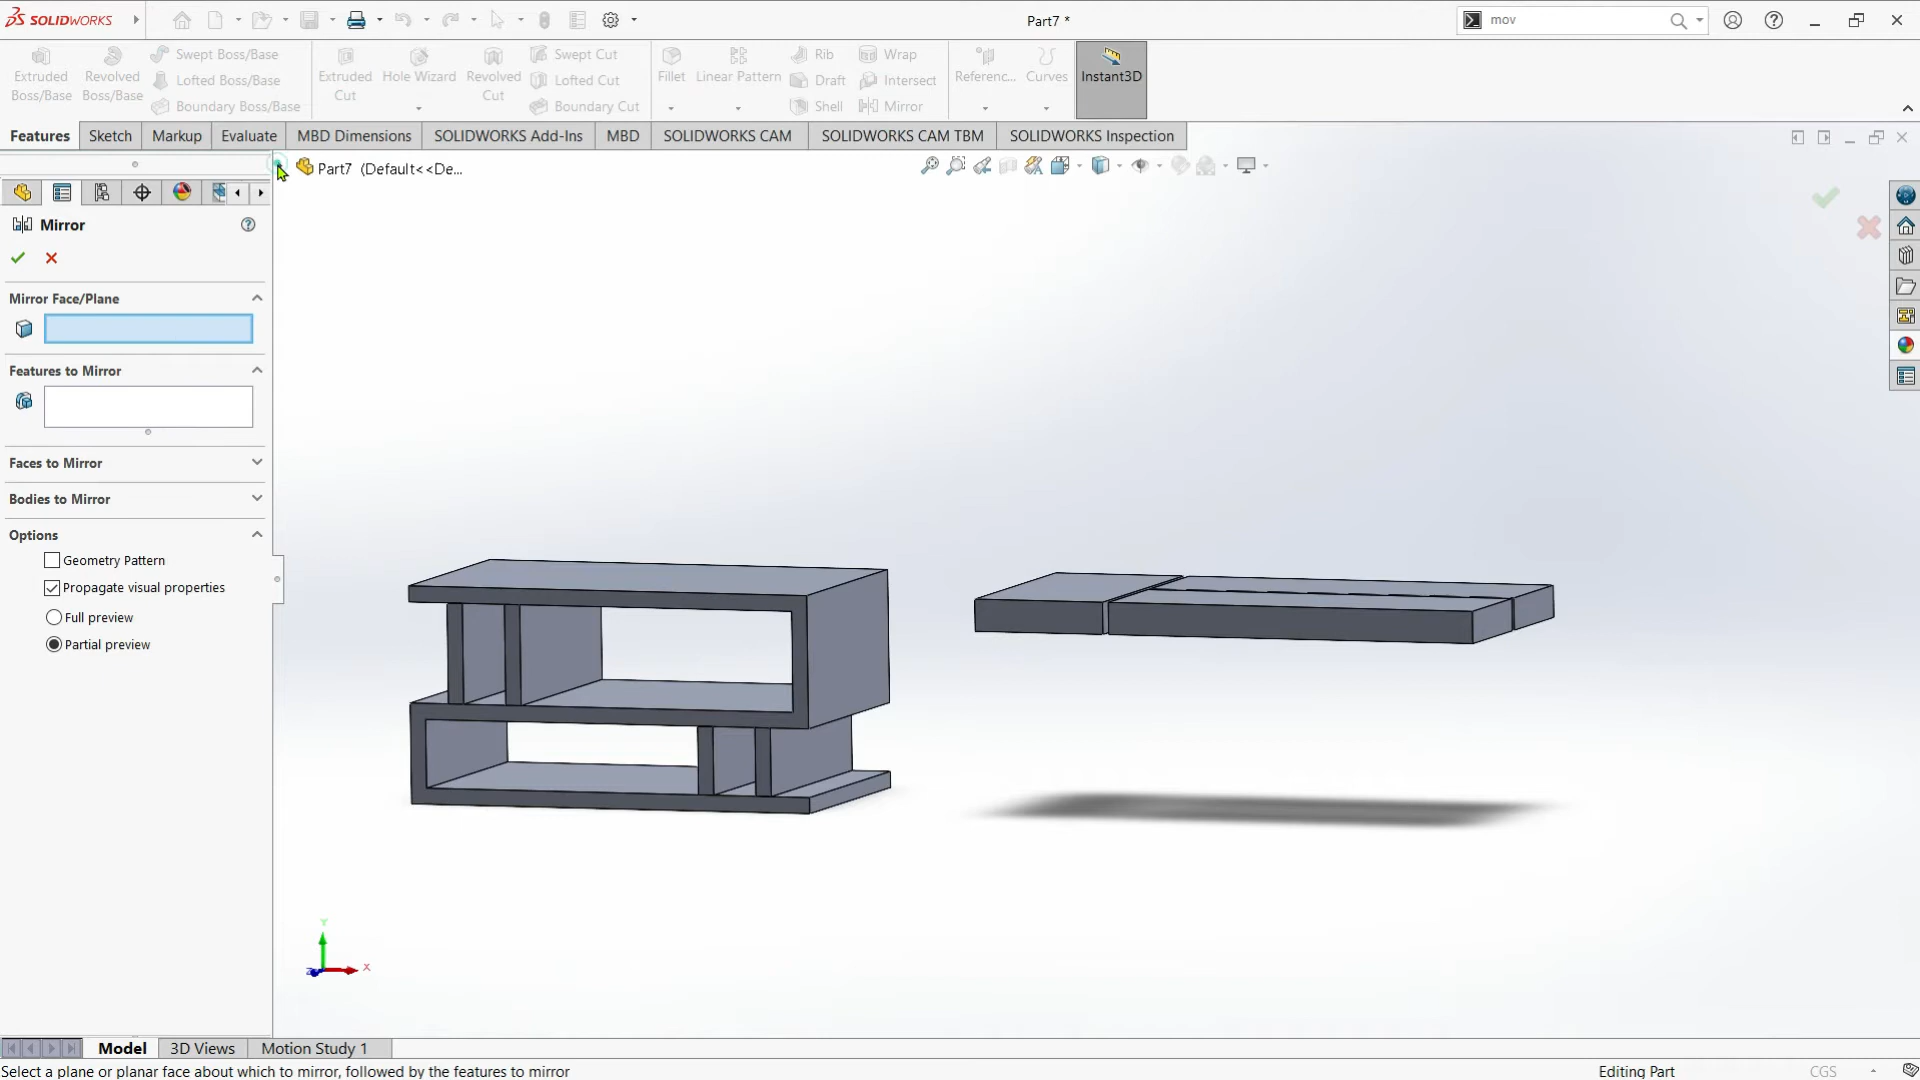 SOLIDWORKS
Part7 *
mov
Extruded Boss/Base
Revolved Boss/Base
Swept Boss/Base
Lofted Boss/Base
Boundary Boss/Base
Extruded Cut
Hole Wizard
Revolved Cut
Swept Cut
Lofted Cut
Boundary Cut
Fillet
Linear Pattern
Rib
Draft
Shell
Wrap
Intersect
Mirror
Referenc...
Curves
Instant3D
Features
Sketch
Markup
Evaluate
MBD Dimensions
SOLIDWORKS Add-Ins
MBD
SOLIDWORKS CAM
SOLIDWORKS CAM TBM
SOLIDWORKS Inspection
Part7 (Default<<De...
Mirror
Mirror Face/Plane
Features to Mirror
Faces to Mirror
Bodies to Mirror
Options
Geometry Pattern
Propagate visual properties
Full preview
Partial preview
Y
X
Z
Model
3D Views
Motion Study 1
Select a plane or planar face about which to mirror, followed by the features to mirror
Editing Part
CGS